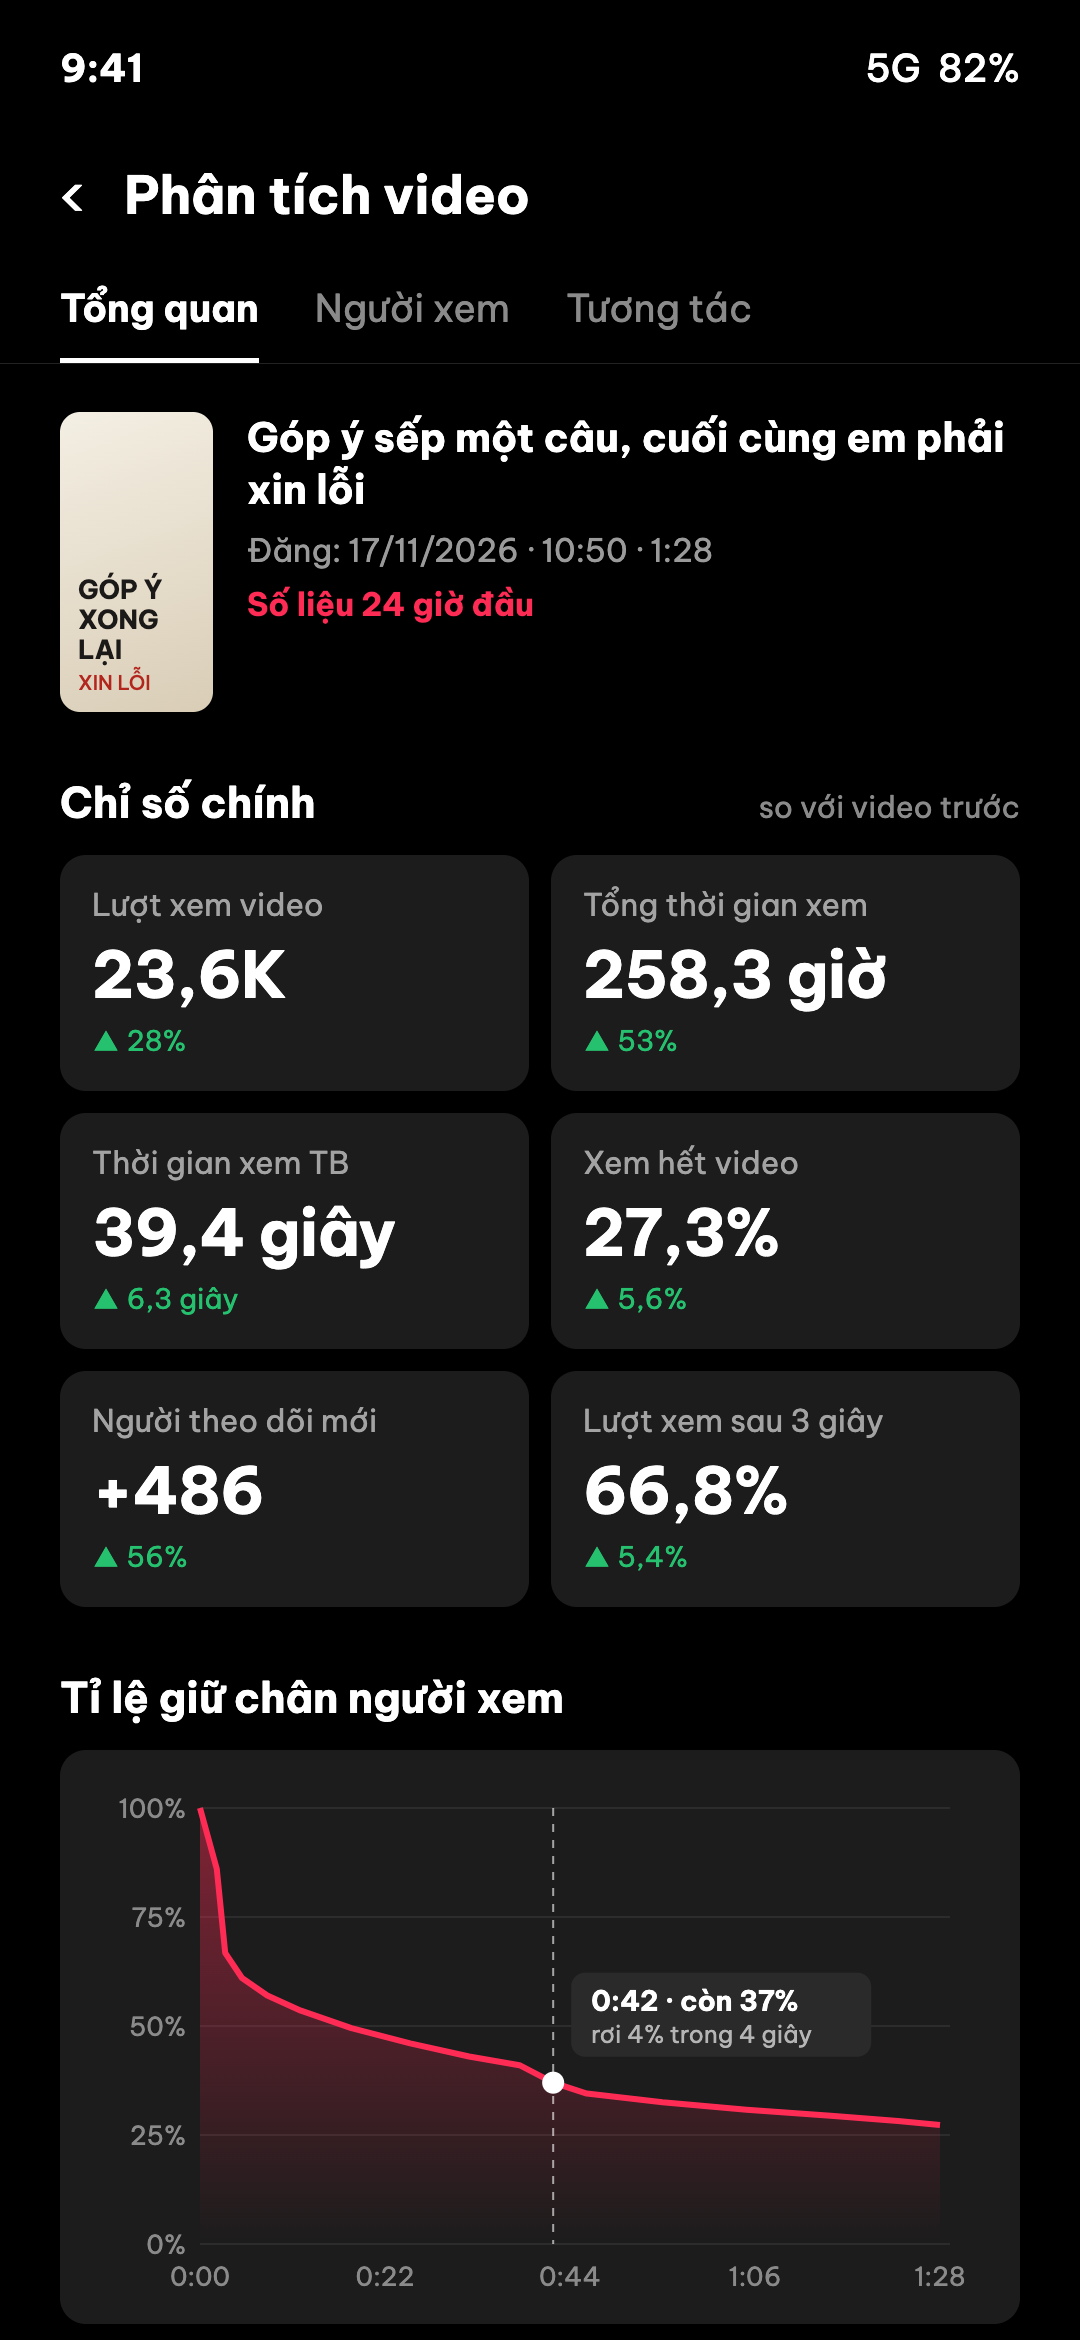 9:41
5G 82%
< Phân tích video
Tổng quan
Người xem
Tương tác
GÓP Ý
XONG
LẠI
XIN LỖI
Góp ý sếp một câu, cuối cùng em phải
xin lỗi
Đăng: 17/11/2026 · 10:50 · 1:28
Số liệu 24 giờ đầu
Chỉ số chính
so với video trước
Lượt xem video
23,6K
▲ 28%
Tổng thời gian xem
258,3 giờ
▲ 53%
Thời gian xem TB
39,4 giây
▲ 6,3 giây
Xem hết video
27,3%
▲ 5,6%
Người theo dõi mới
+486
▲ 56%
Lượt xem sau 3 giây
66,8%
▲ 5,4%
Tỉ lệ giữ chân người xem
100%
75%
50%
25%
0%
0:42 · còn 37%
rơi 4% trong 4 giây
0:00
0:22
0:44
1:06
1:28